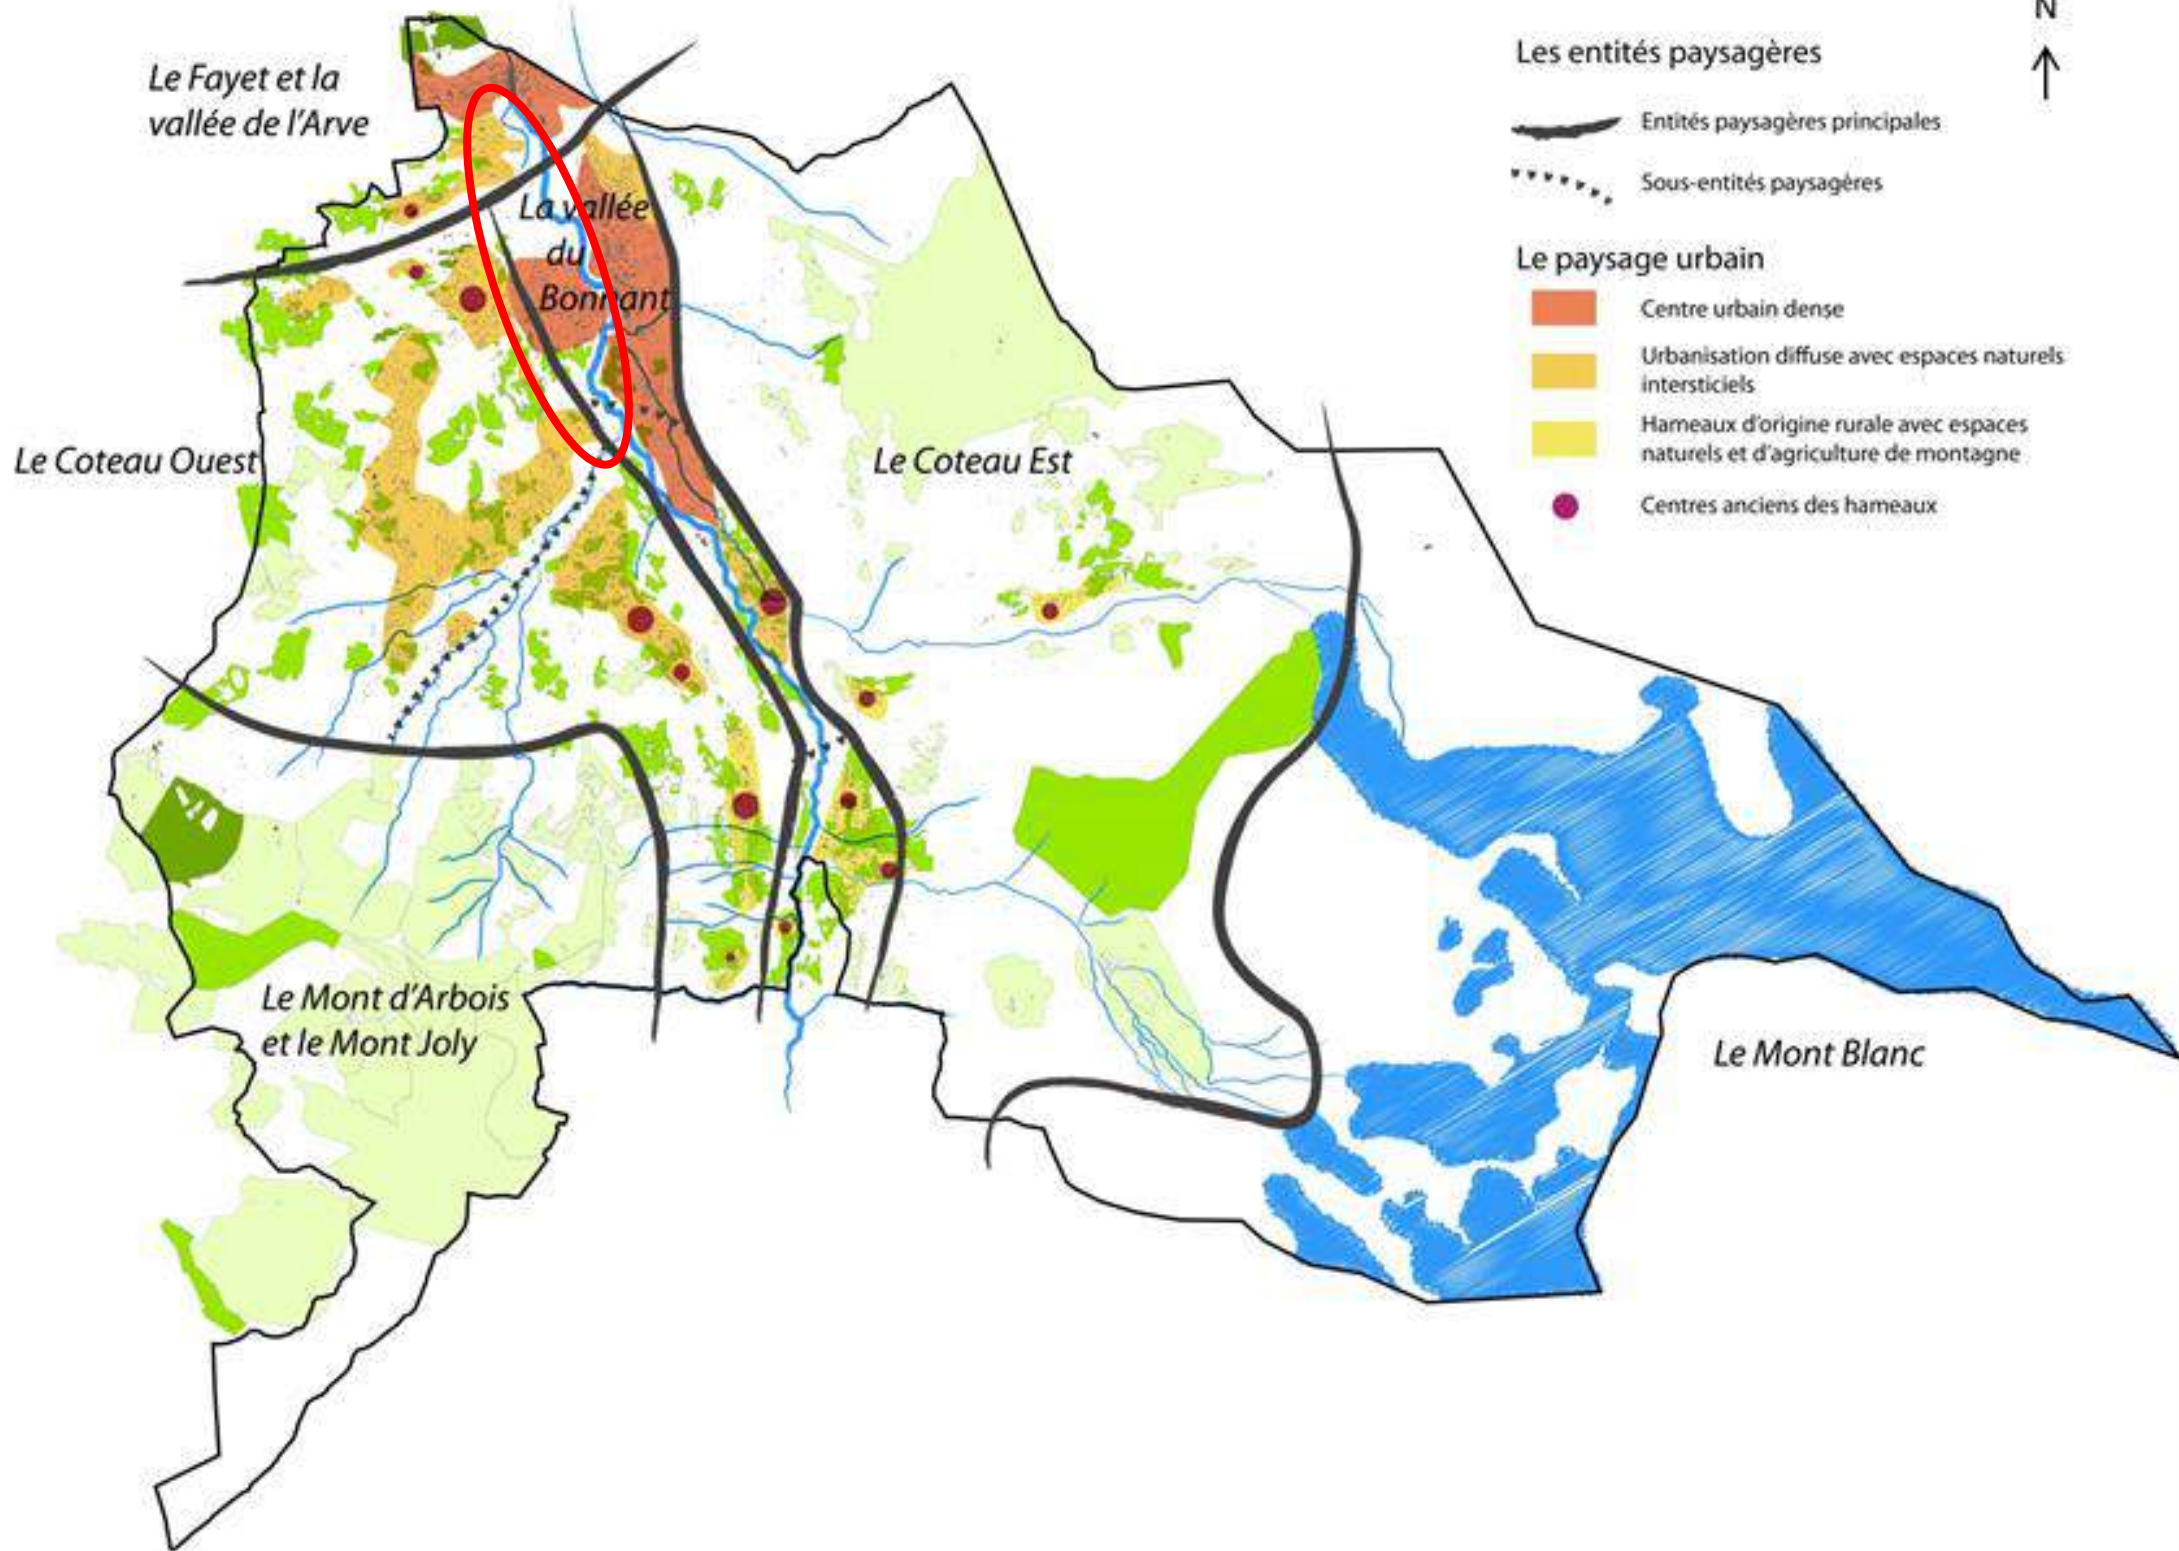 N
Les entités paysagères
Entités paysagères principales
Sous-entités paysagères
Le paysage urbain
Centre urbain dense
Urbanisation diffuse avec espaces naturels
intersticiels
Hameaux d'origine rurale avec espaces
naturels et d'agriculture de montagne
Centres anciens des hameaux
Le Fayet et la
vallée de l'Arve
La vallée
du
Bonnant
Le Coteau Ouest
Le Coteau Est
Le Mont d'Arbois
et le Mont Joly
Le Mont Blanc